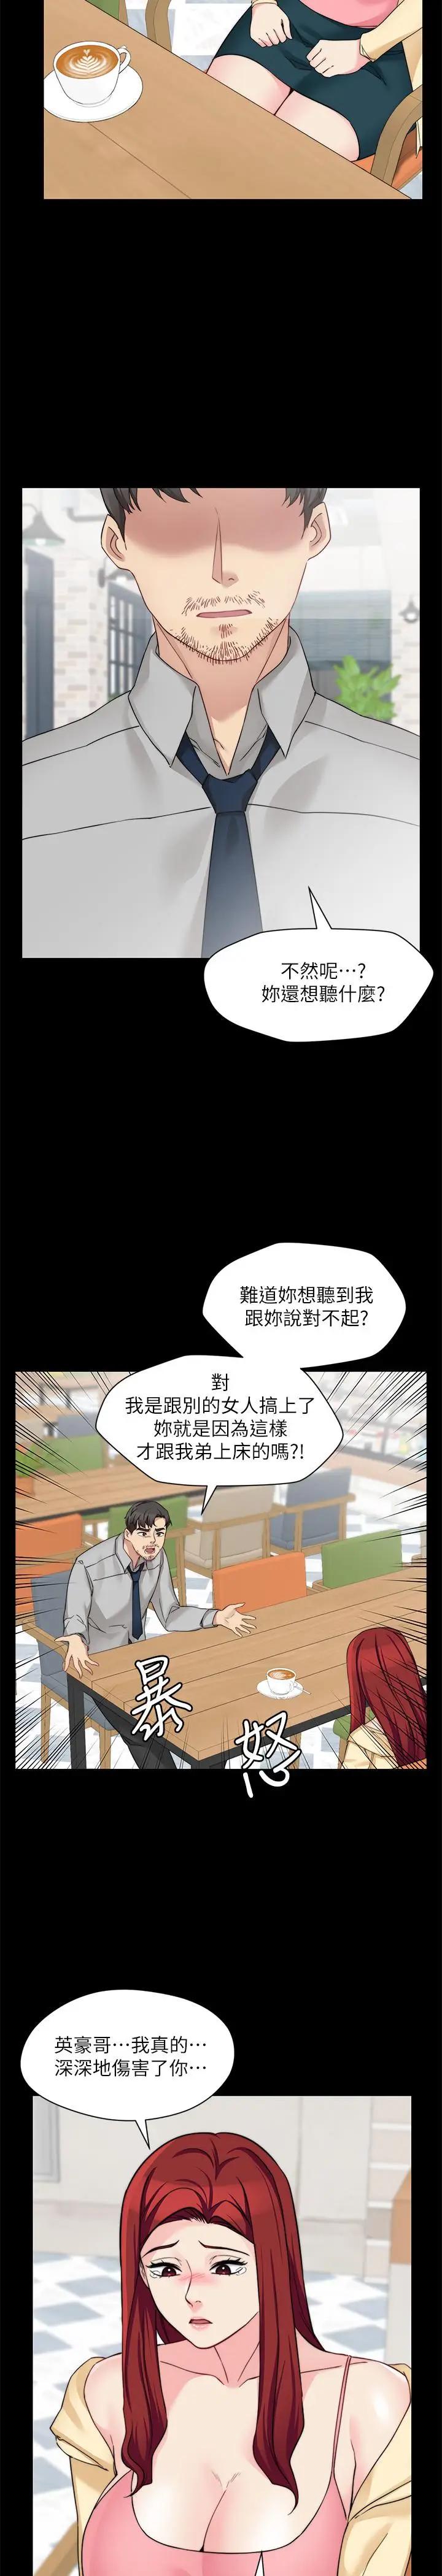 不然呢…?
妳還想聽什麼?
難道妳想聽到我
跟妳說對不起?
對
我是跟別的女人搞上了
妳就是因為這樣
才跟我弟上床的嗎?!
暴
怒
英豪哥…我真的…
深深地傷害了你…